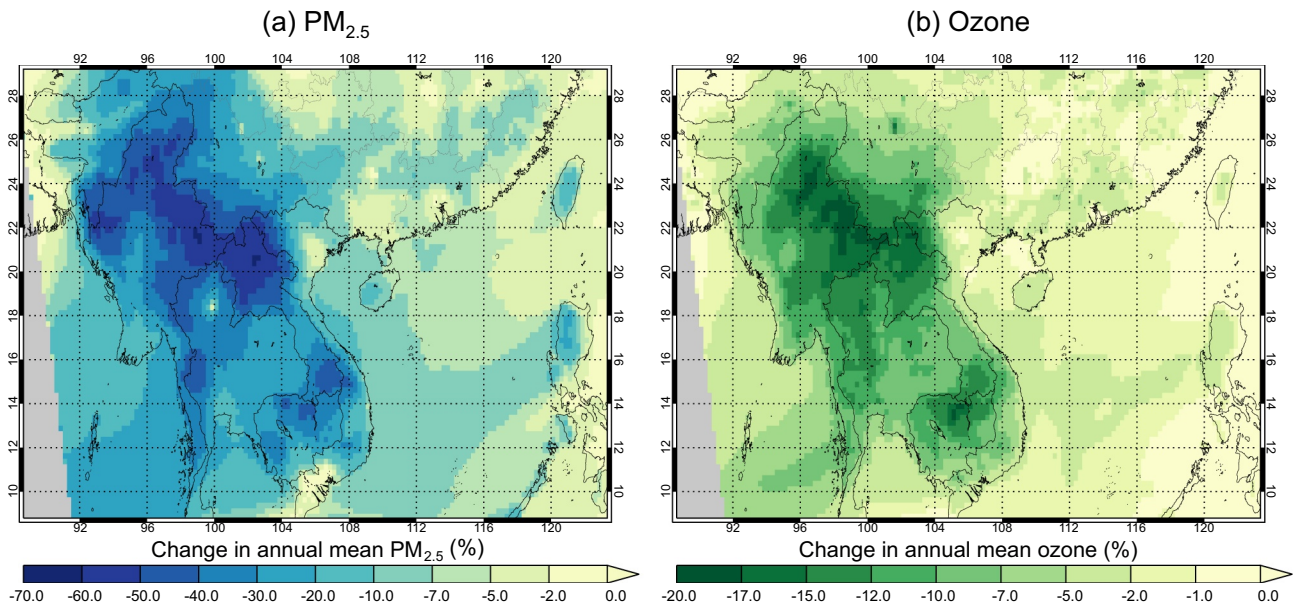 (a) PM2.5
(b) Ozone
92 96 100 104 108 112 116 120
92 96 100 104 108 112 116 120
28 28 28 28
26 26 26 26
24 24 24 24
22 22 22 22
20 20 20 20
18 18 18 18
16 16 16 16
14 14 14 14
12 12 12 12
10 10 10 10
92 96 100 104 108 112 116 120
92 96 100 104 108 112 116 120
Change in annual mean PM2.5 (%)
Change in annual mean ozone (%)
-70.0 -60.0 -50.0 -40.0 -30.0 -20.0 -10.0 -7.0 -5.0 -2.0 0.0
-20.0 -17.0 -15.0 -13.0 -11.0 -9.0 -7.0 -5.0 -2.0 -1.0 0.0